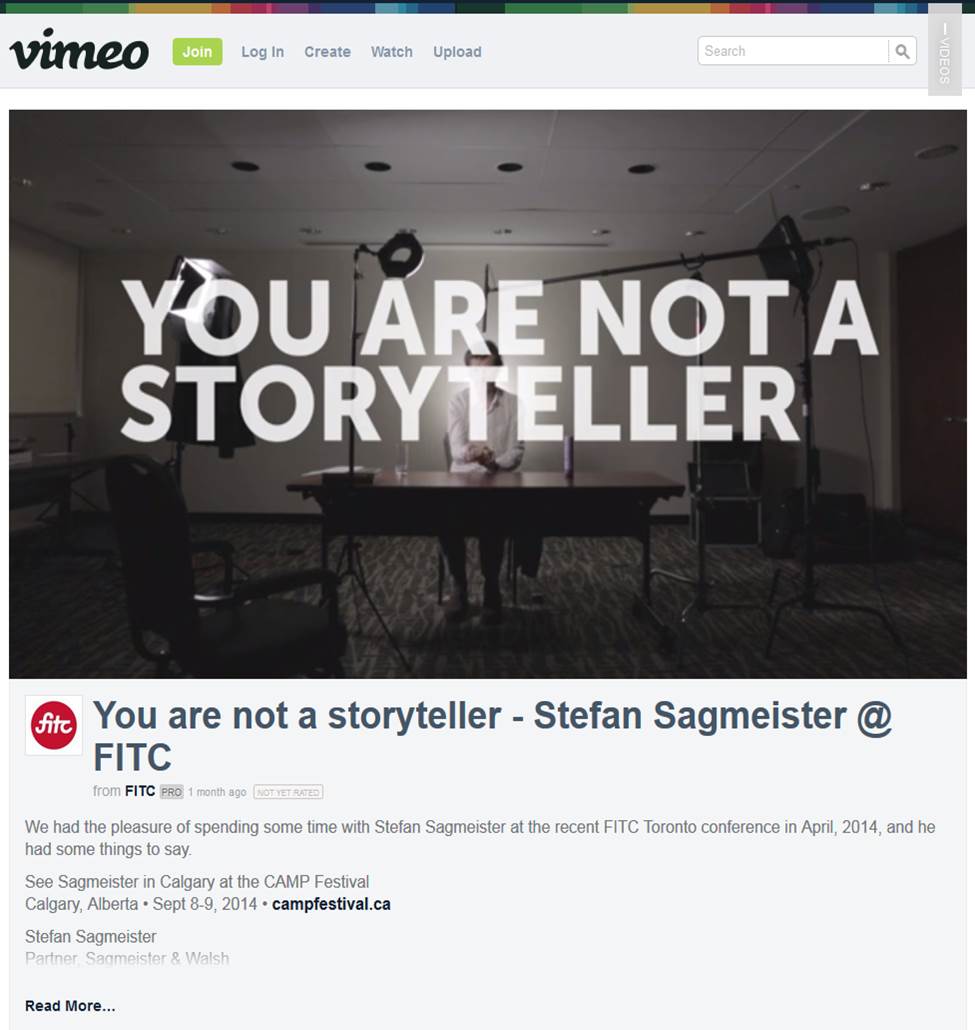 vimeo Join Log In Create Watch Upload Search
VIDEOS
YOU ARE NOT A
STORYTELLER
fitc
You are not a storyteller - Stefan Sagmeister @
FITC
from FITC PRO 1 month ago NOT YET RATED
We had the pleasure of spending some time with Stefan Sagmeister at the recent FITC Toronto conference in April, 2014, and he
had some things to say.
See Sagmeister in Calgary at the CAMP Festival
Calgary, Alberta • Sept 8-9, 2014 • campfestival.ca
Stefan Sagmeister
Partner, Sagmeister & Walsh
Read More…